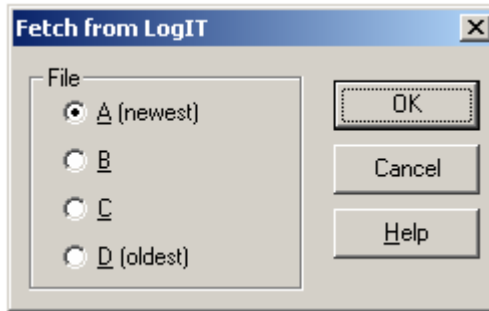 Fetch from LogIT
File
A (newest)
B
C
D (oldest)
OK
Cancel
Help